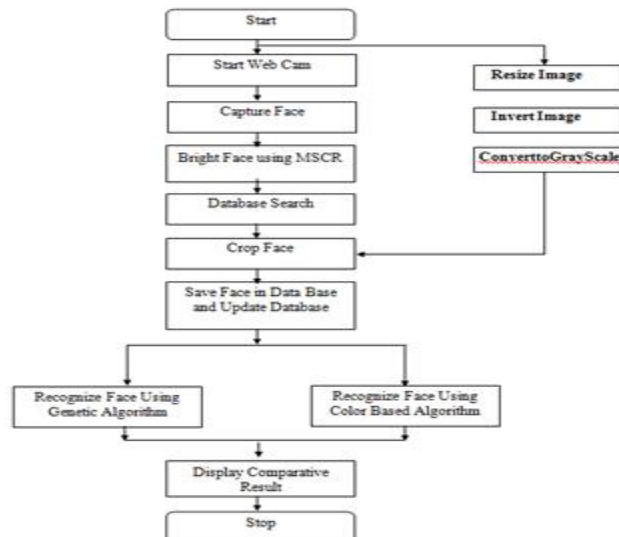 Start
Start Web Cam
Capture Face
Bright Face using MSCR
Database Search
Crop Face
Save Face in Data Base
and Update Database
Resize Image
Invert Image
ConverttoGrayScale
Recognize Face Using
Genetic Algorithm
Recognize Face Using
Color Based Algorithm
Display Comparative
Result
Stop